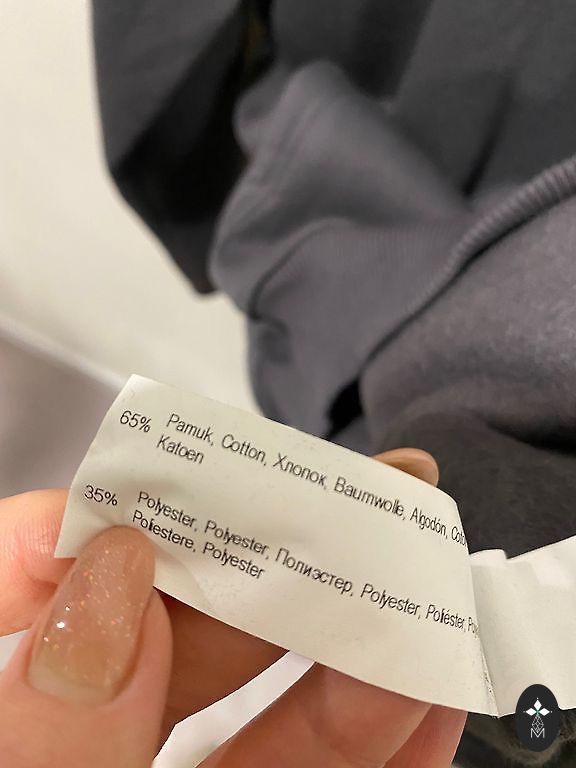 65% Pamuk, Cotton, Хлопок, Baumwolle, Algodón,
Katoen
35% Polyester, Polyester, Полиэстер, Polyester, Poliéster,
Poliestere, Polyester
M